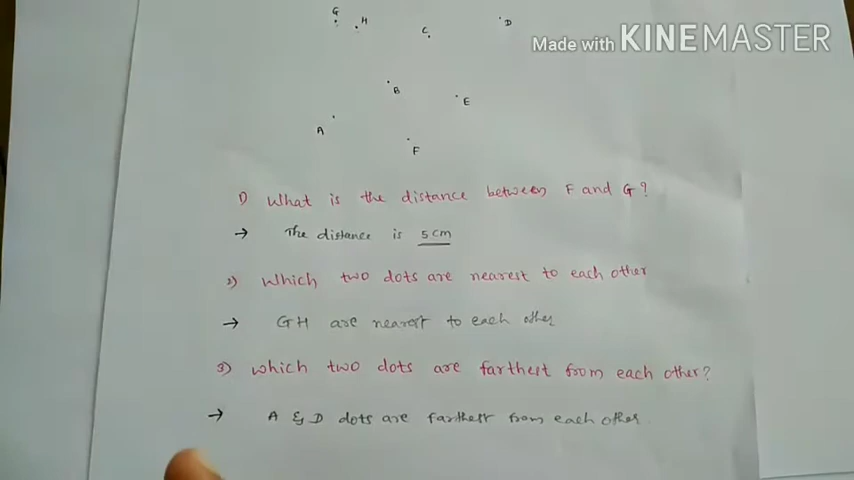 G
H
C
D
Made with KINEMASTER
B
E
A
F
1) What is the distance between F and G?
→ The distance is 5 cm
2) Which two dots are nearest to each other
→ GH are nearest to each other
3) which two dots are farthest from each other?
→ A & D dots are farthest from each other